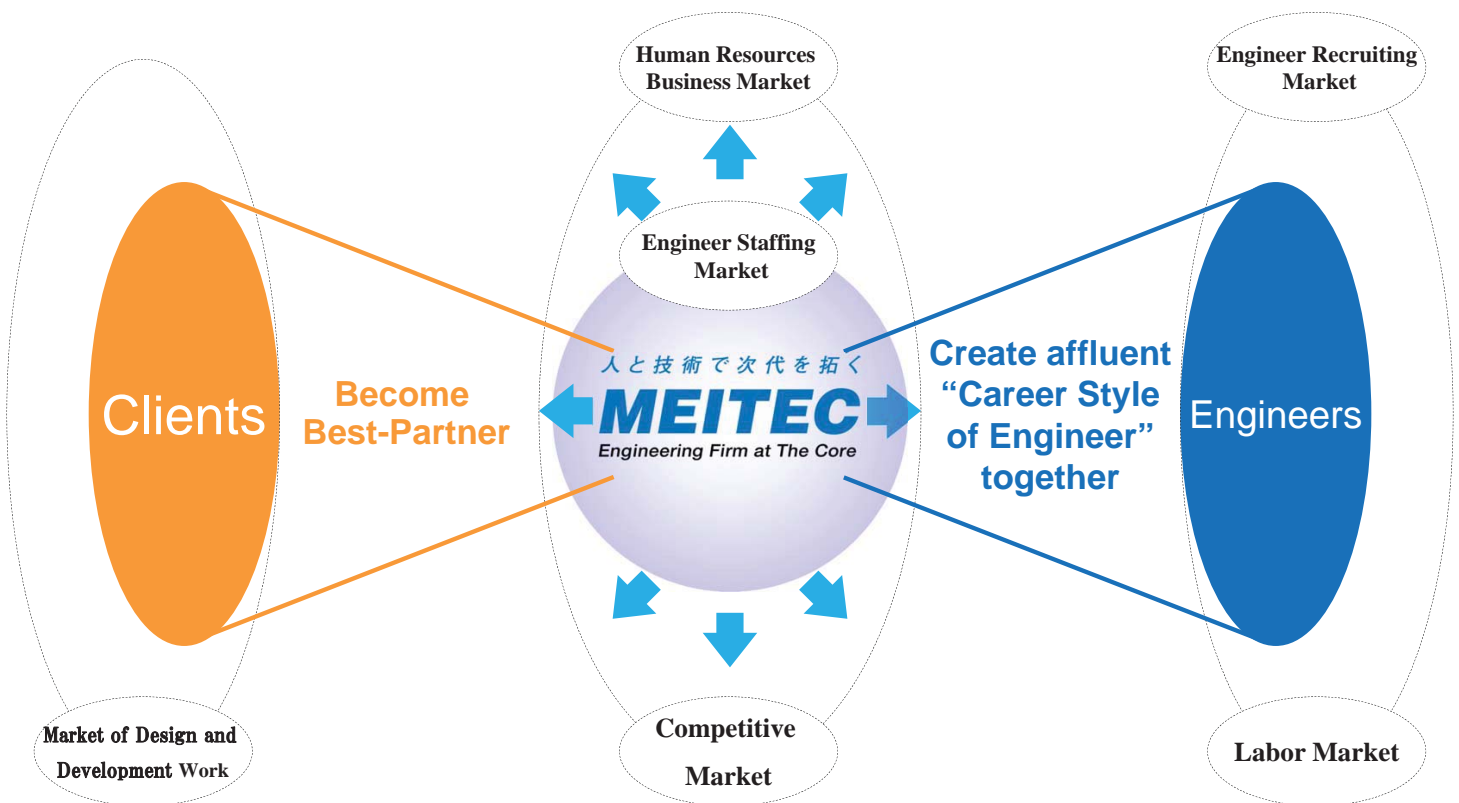 Human Resources
Business Market
Engineer Recruiting
Market
Engineer Staffing
Market
Clients
Become
Best-Partner
人と技術で次代を拓く
MEITEC
Engineering Firm at The Core
Create affluent
“Career Style
of Engineer”
together
Engineers
Market of Design and
Development Work
Competitive
Market
Labor Market